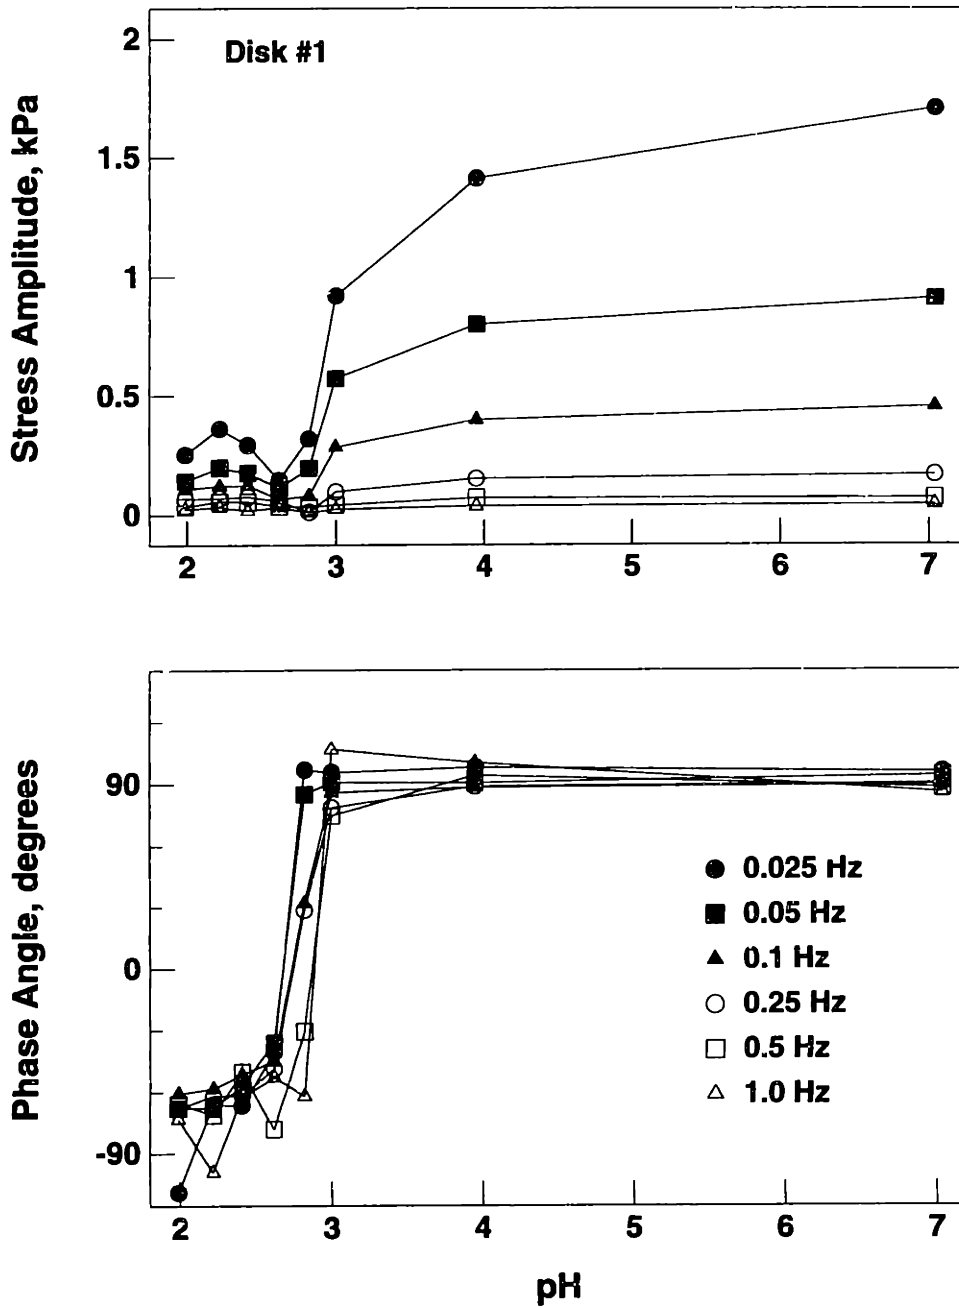 Disk #1
Stress Amplitude, kPa
2
1.5
1
0.5
0
2 3 4 5 6 7
Phase Angle, degrees
90
0
-90
0.025 Hz
0.05 Hz
0.1 Hz
0.25 Hz
0.5 Hz
1.0 Hz
2 3 4 5 6 7
pH